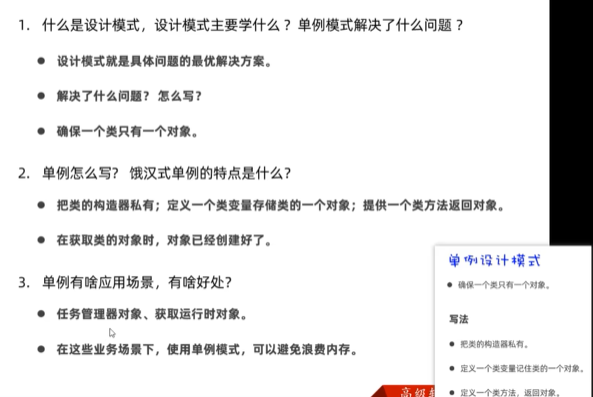 1. 什么是设计模式，设计模式主要学什么？单例模式解决了什么问题？
● 设计模式就是具体问题的最优解决方案。
● 解决了什么问题？ 怎么写？
● 确保一个类只有一个对象。
2. 单例怎么写？ 饿汉式单例的特点是什么？
● 把类的构造器私有；定义一个类变量存储类的一个对象；提供一个类方法返回对象。
● 在获取类的对象时，对象已经创建好了。
3. 单例有啥应用场景，有啥好处？
● 任务管理器对象、获取运行时对象。
● 在这些业务场景下，使用单例模式，可以避免浪费内存。
单例设计模式
● 确保一个类只有一个对象。
写法
● 把类的构造器私有。
● 定义一个类变量记住类的一个对象。
● 定义一个类方法，返回对象。
高级